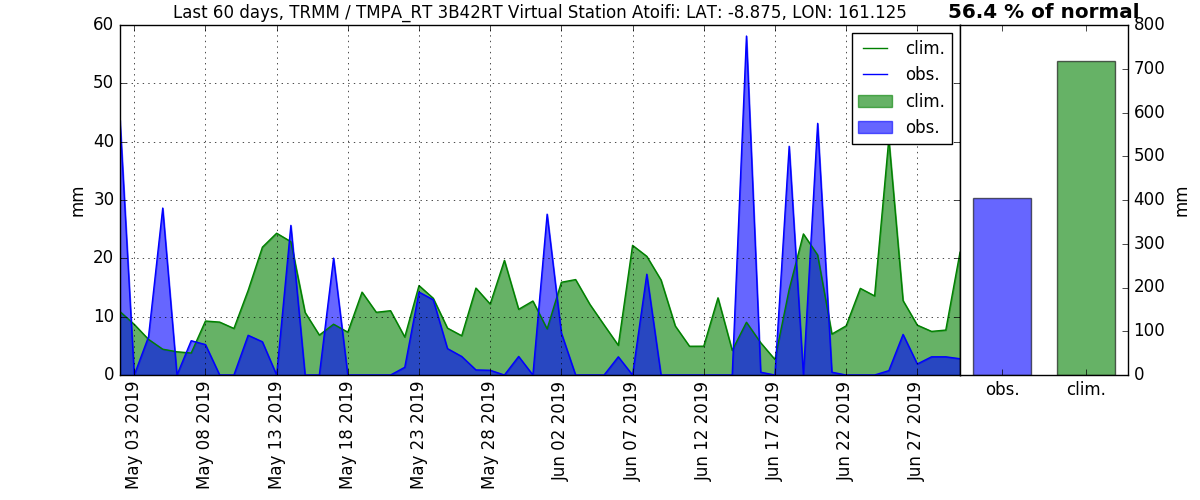 Last 60 days, TRMM / TMPA_RT 3B42RT Virtual Station Atoifi: LAT: -8.875, LON: 161.125
56.4 % of normal
60
50
40
30
20
10
0
mm
clim.
obs.
clim.
obs.
May 03 2019
May 08 2019
May 13 2019
May 18 2019
May 23 2019
May 28 2019
Jun 02 2019
Jun 07 2019
Jun 12 2019
Jun 17 2019
Jun 22 2019
Jun 27 2019
800
700
600
500
400
300
200
100
0
mm
obs.
clim.